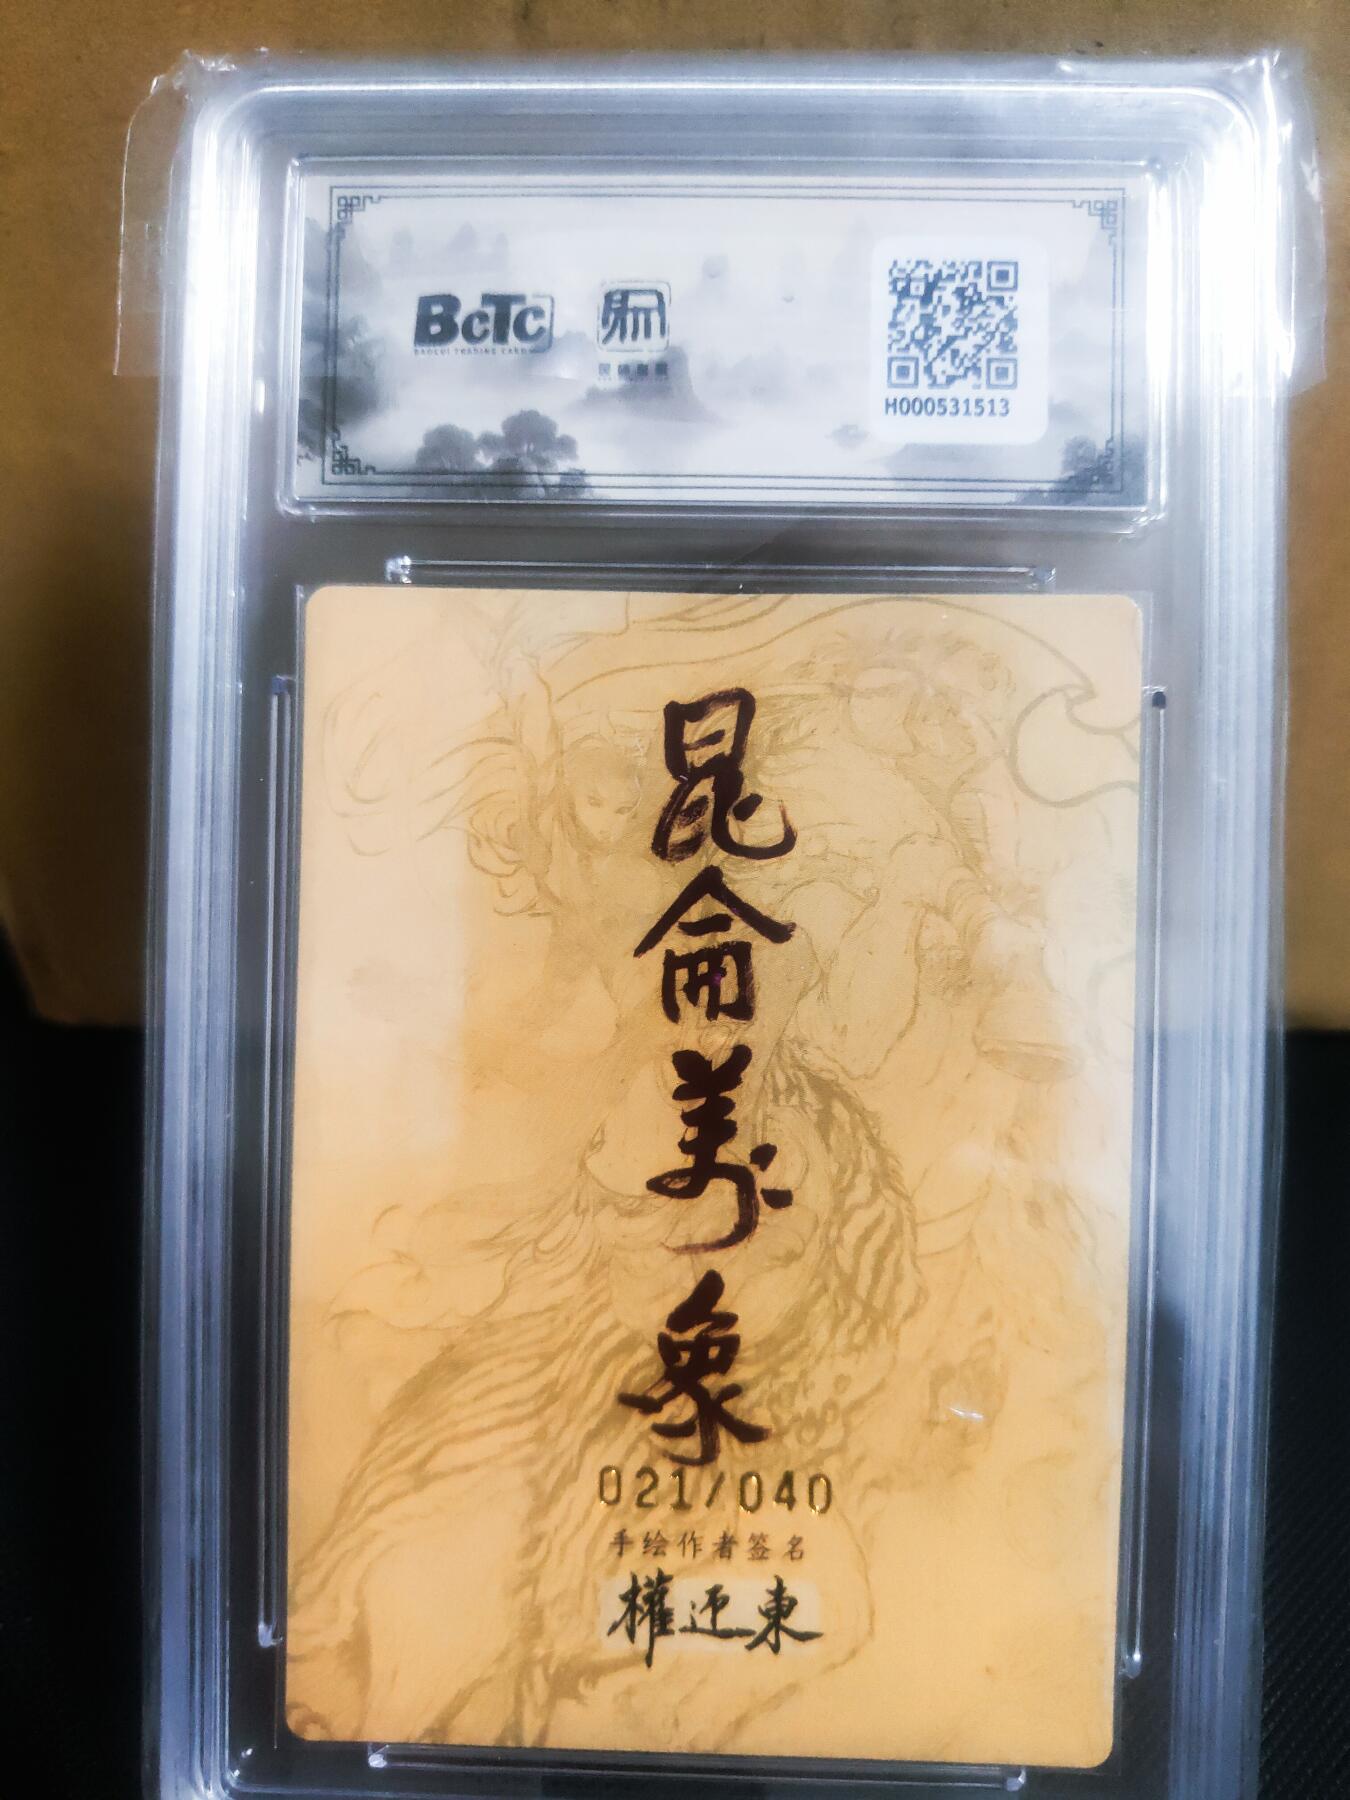 BcTc
BAOCUI TRADING CARD
H000531513
昆
侖
萬
象
021/040
手绘作者签名
權迎東